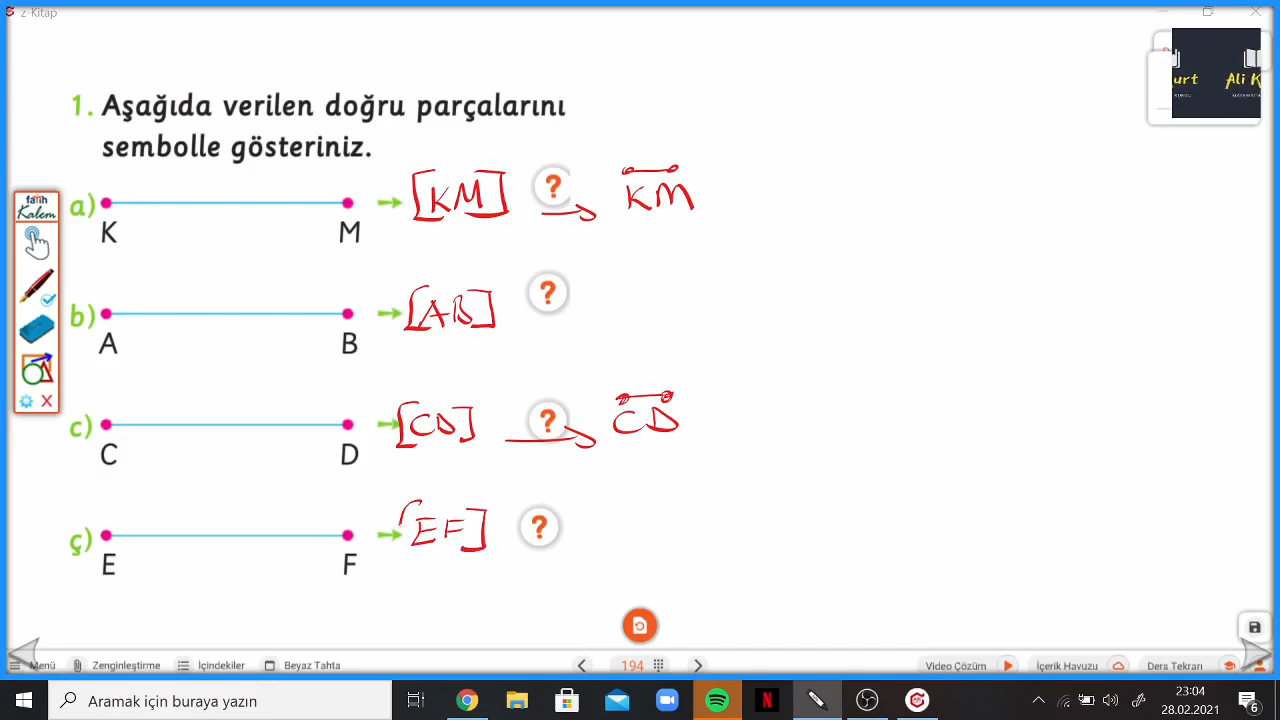 z-Kitap
urt Ali K
1. Aşağıda verilen doğru parçalarını
sembolle gösteriniz.
fatih
Kalem
a) K M [KM] ? KM
b) A B [AB] ?
c) C D [CD] ? CD
ç) E F [EF] ?
Menü Zenginleştirme İçindekiler Beyaz Tahta 194 Video Çözüm İçerik Havuzu Ders Tekrarı
Aramak için buraya yazın
23:04
28.02.2021
6